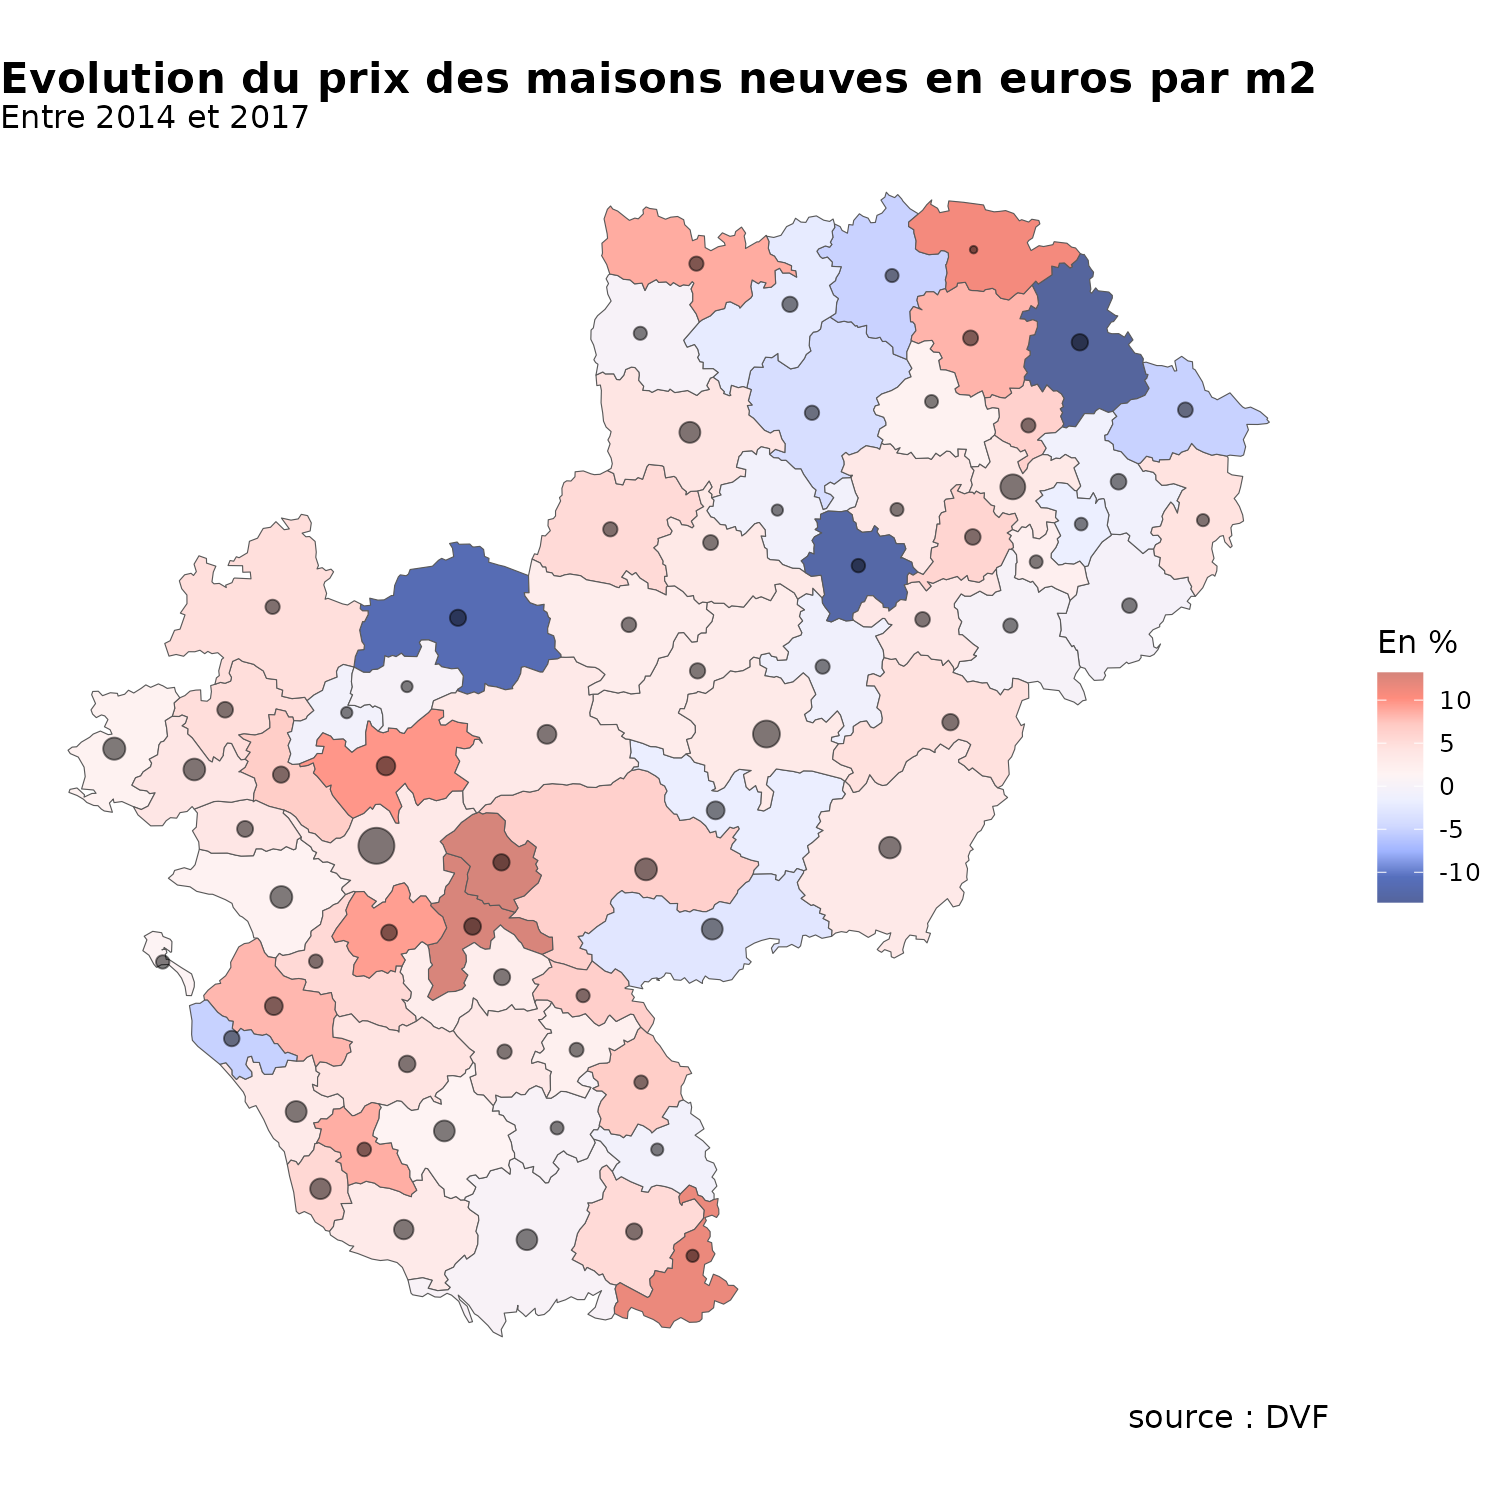 Evolution du prix des maisons neuves en euros par m2
Entre 2014 et 2017
En %
10
5
0
-5
-10
source : DVF